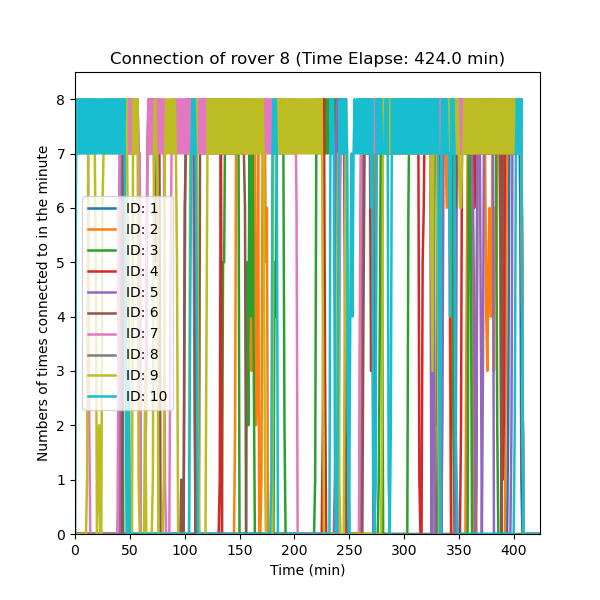 Connection of rover 8 (Time Elapse: 424.0 min)
Numbers of times connected to in the minute
8
7
6
5
4
3
2
1
0
ID: 1
ID: 2
ID: 3
ID: 4
ID: 5
ID: 6
ID: 7
ID: 8
ID: 9
ID: 10
0 50 100 150 200 250 300 350 400
Time (min)